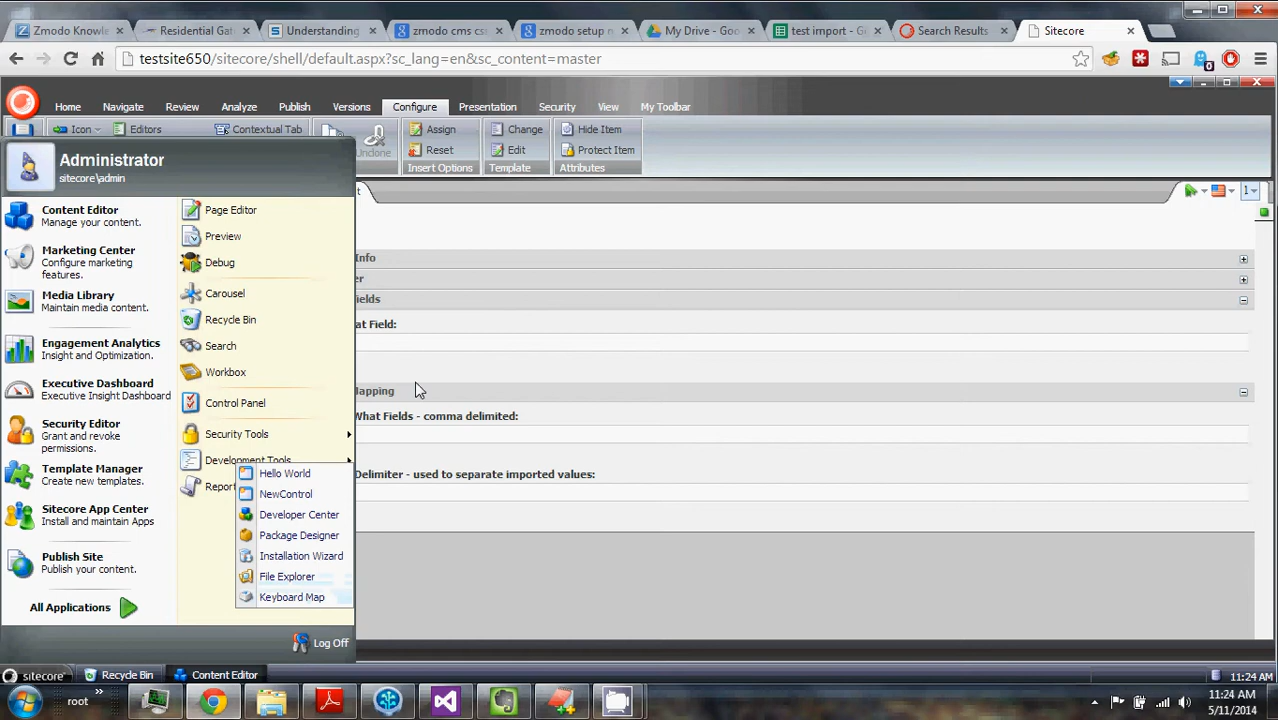 Zmodo Knowle
Residential Gat
Understanding
zmodo cms csf
zmodo setup n
My Drive - Goo
test import - G
Search Results
Sitecore
testsite650/sitecore/shell/default.aspx?sc_lang=en&sc_content=master
0
Home
Navigate
Review
Analyze
Publish
Versions
Configure
Presentation
Security
View
My Toolbar
Icon
Editors
Contextual Tab
Unclone
Assign
Reset
Insert Options
Change
Edit
Template
Hide Item
Protect Item
Attributes
Administrator
sitecore\admin
t
1
Content Editor
Manage your content.
Marketing Center
Configure marketing
features.
Media Library
Maintain media content.
Engagement Analytics
Insight and Optimization.
Executive Dashboard
Executive Insight Dashboard
Security Editor
Grant and revoke
permissions.
Template Manager
Create new templates.
Sitecore App Center
Install and maintain Apps
Publish Site
Publish your content.
All Applications
Page Editor
Preview
Debug
Carousel
Recycle Bin
Search
Workbox
Control Panel
Security Tools
Development Tools
Report
Hello World
NewControl
Developer Center
Package Designer
Installation Wizard
File Explorer
Keyboard Map
Log Off
Info
er
ields
at Field:
Mapping
What Fields - comma delimited:
Delimiter - used to separate imported values:
sitecore
Recycle Bin
Content Editor
11:24 AM
root
»
11:24 AM
5/11/2014